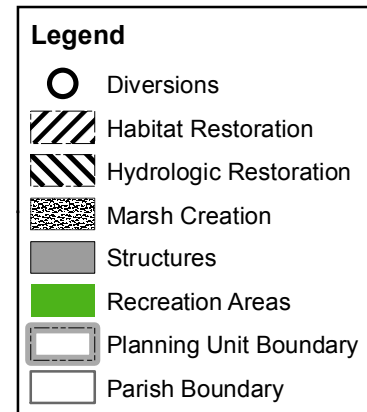 Legend
Diversions
Habitat Restoration
Hydrologic Restoration
Marsh Creation
Structures
Recreation Areas
Planning Unit Boundary
Parish Boundary